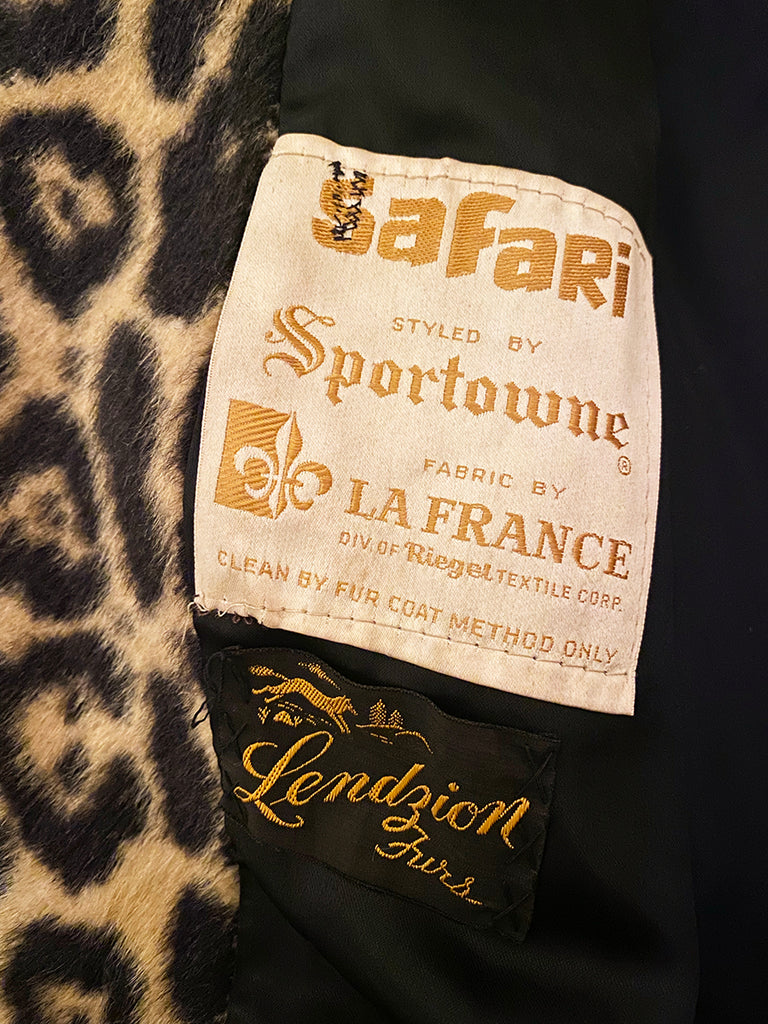 Safari
STYLED BY
Sportowne
®
FABRIC BY
LA FRANCE
DIV. OF Riegel TEXTILE CORP.
CLEAN BY FUR COAT METHOD ONLY
Lendzion
Furs